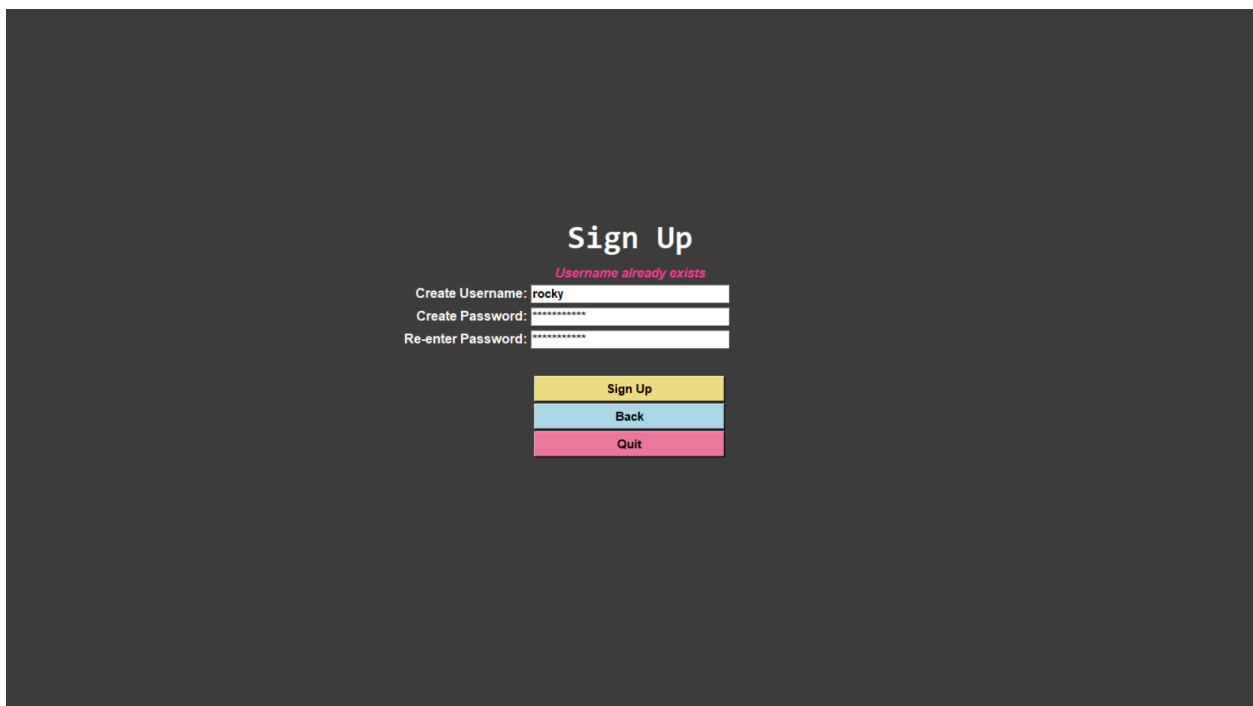 Sign Up
Username already exists
Create Username: rocky
Create Password: ***********
Re-enter Password: ***********
Sign Up
Back
Quit